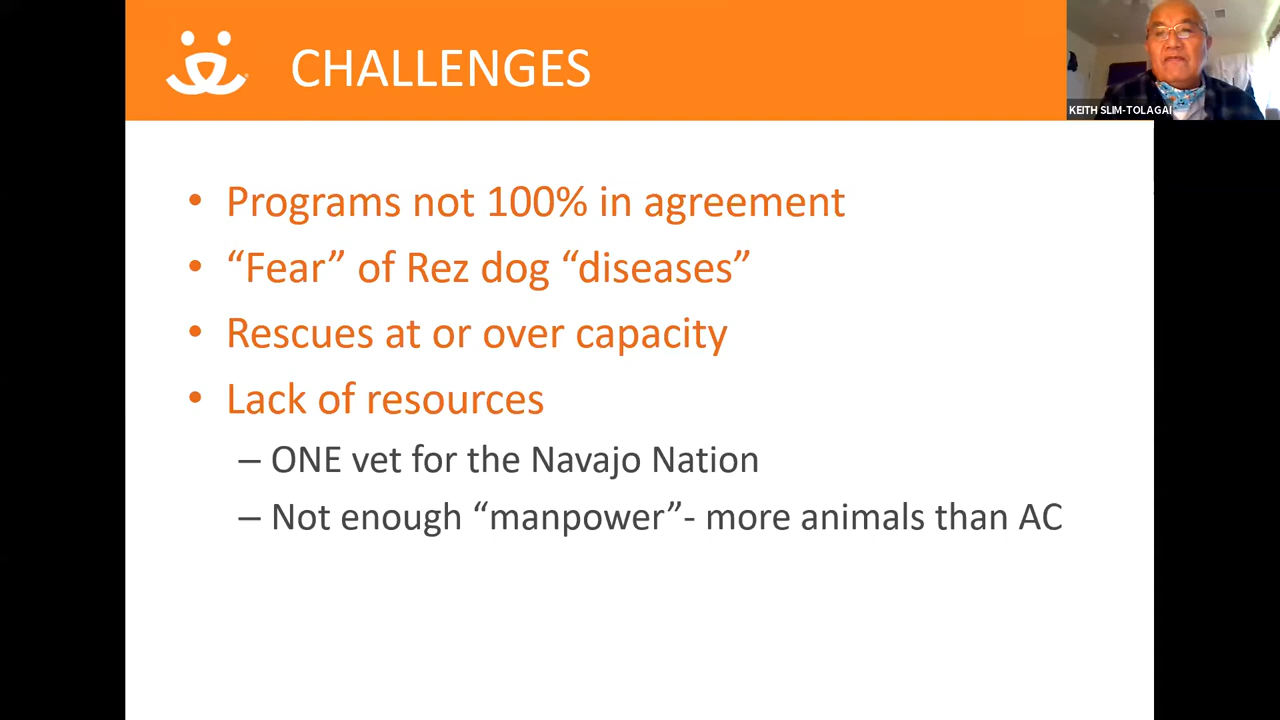 CHALLENGES
KEITH SLIM-TOLAGAI
• Programs not 100% in agreement
• “Fear” of Rez dog “diseases”
• Rescues at or over capacity
• Lack of resources
– ONE vet for the Navajo Nation
– Not enough “manpower”- more animals than AC